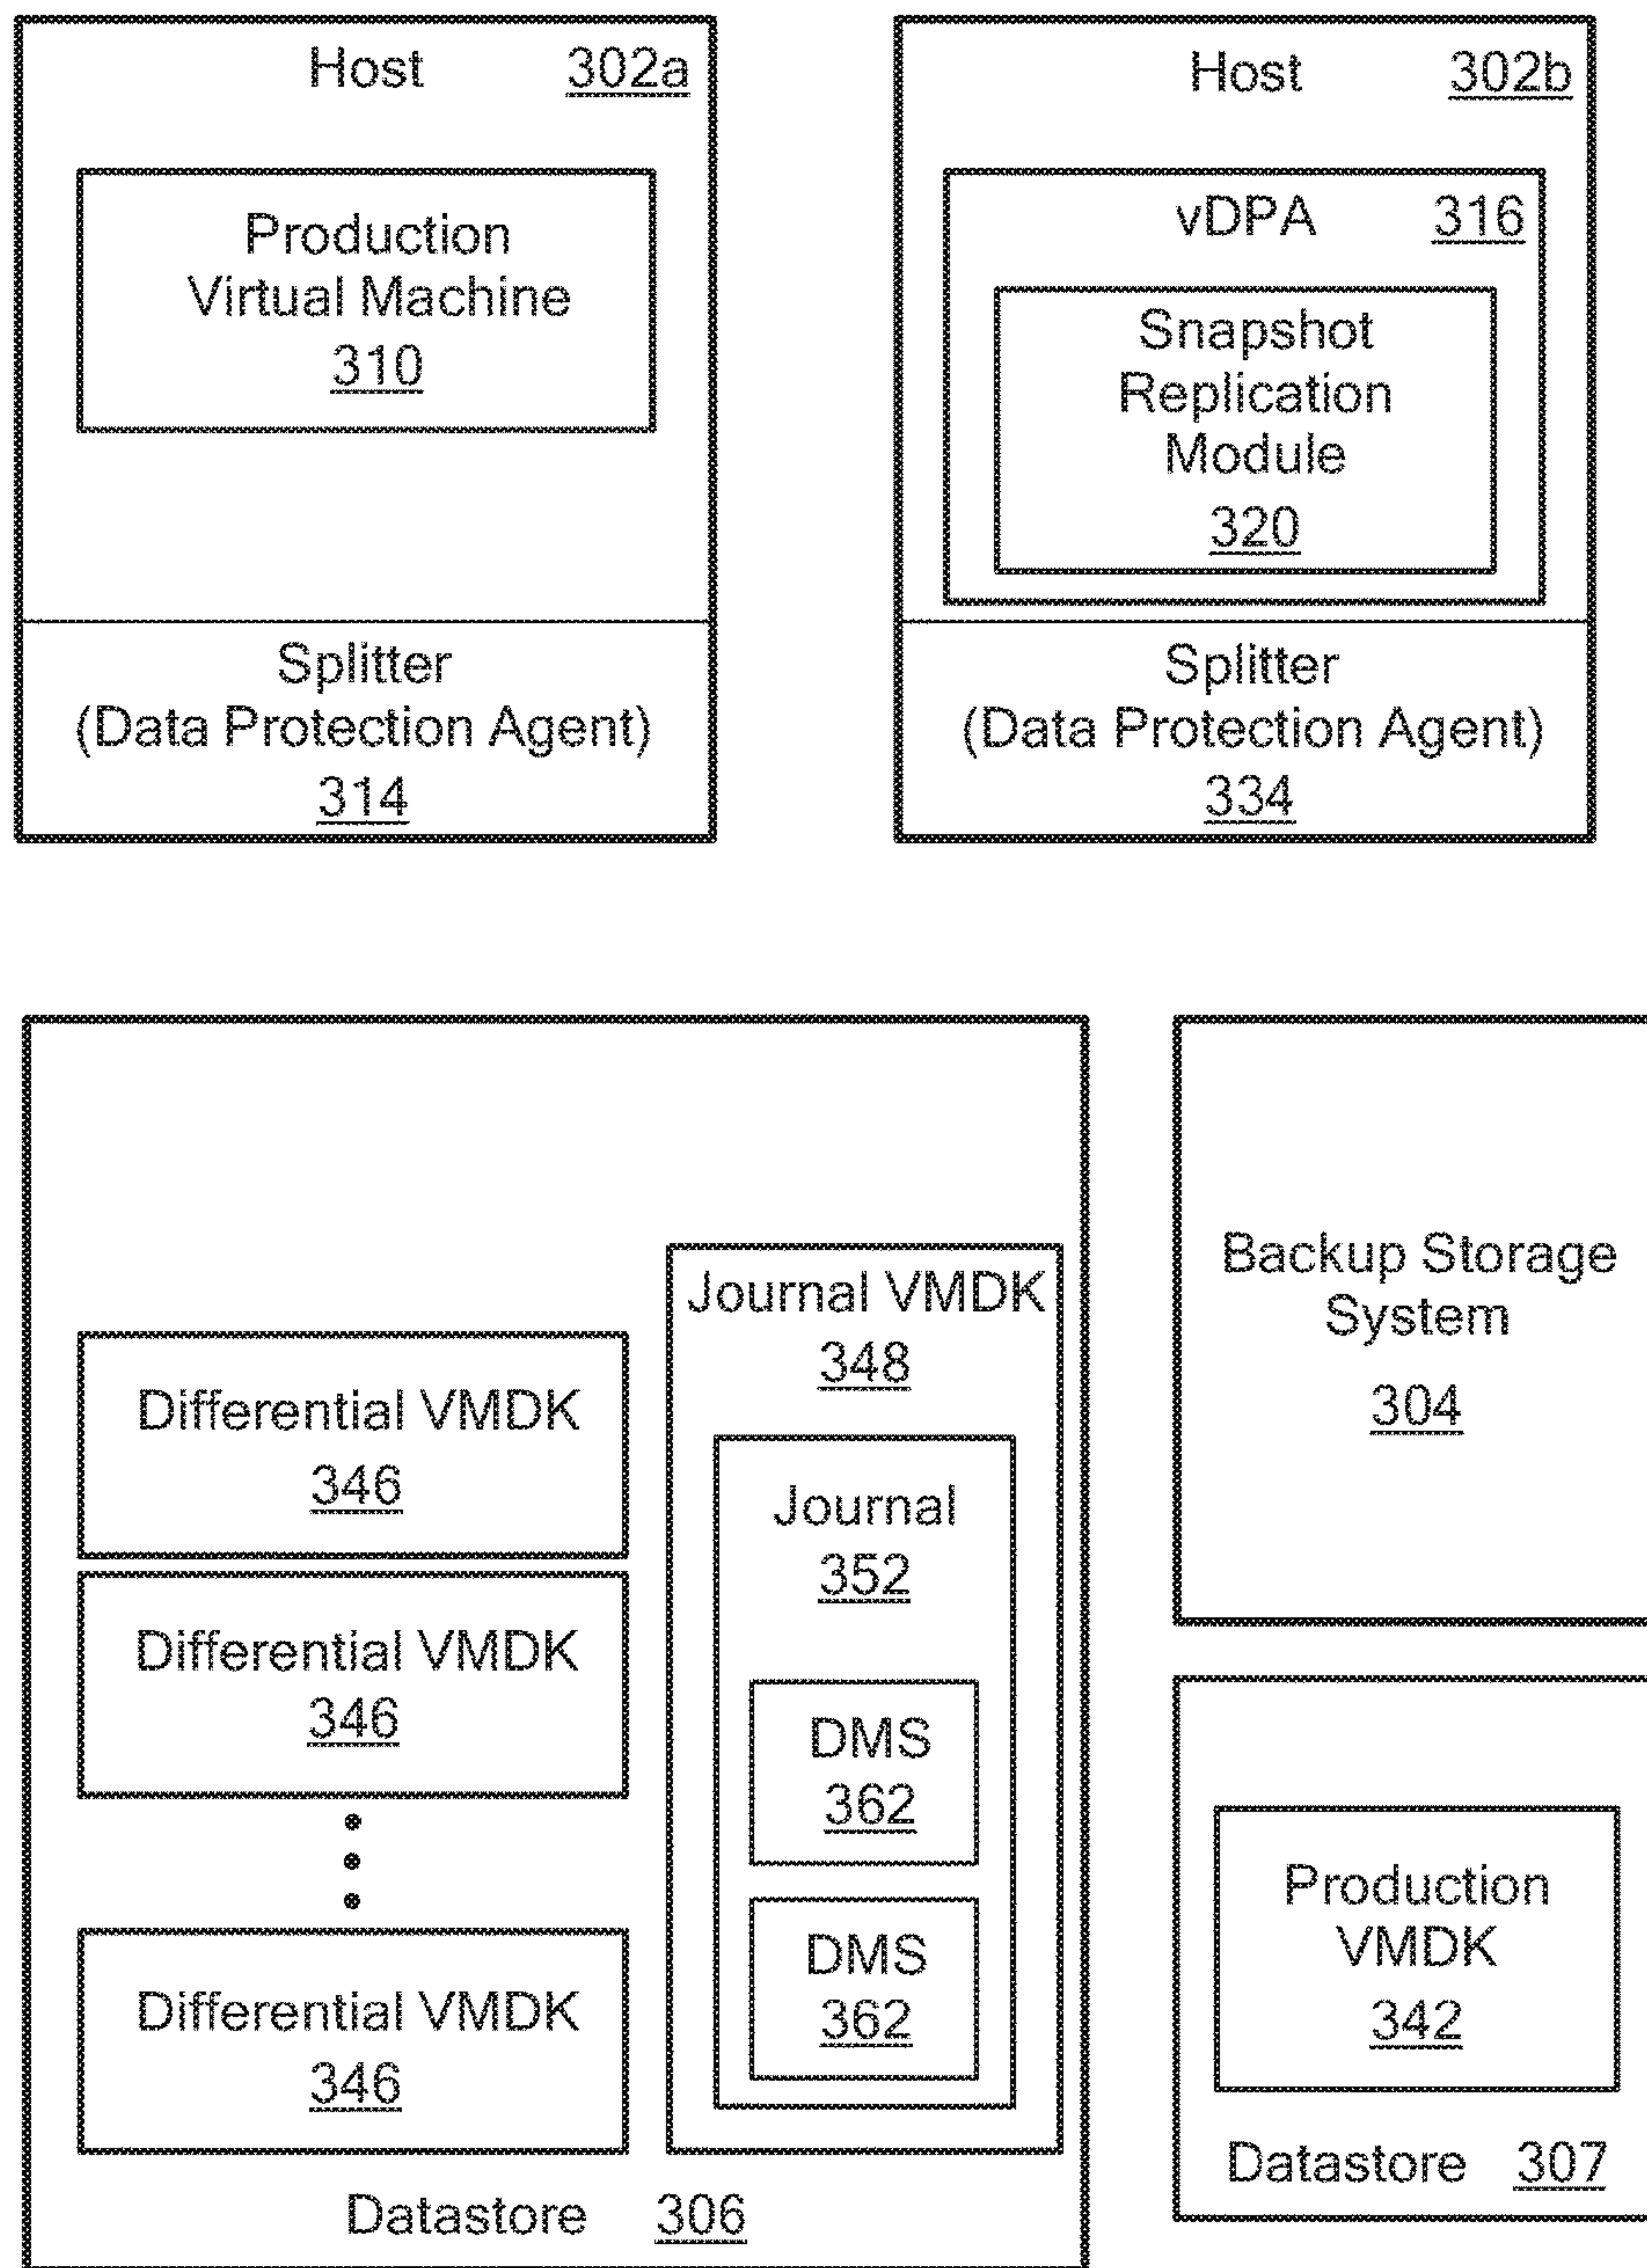 Host 302a
Production
Virtual Machine
310
Splitter
(Data Protection Agent)
314
Host 302b
vDPA 316
Snapshot
Replication
Module
320
Splitter
(Data Protection Agent)
334
Differential VMDK
346
Differential VMDK
346
Differential VMDK
346
Journal VMDK
348
Journal
352
DMS
362
DMS
362
Datastore 306
Backup Storage
System
304
Production
VMDK
342
Datastore 307